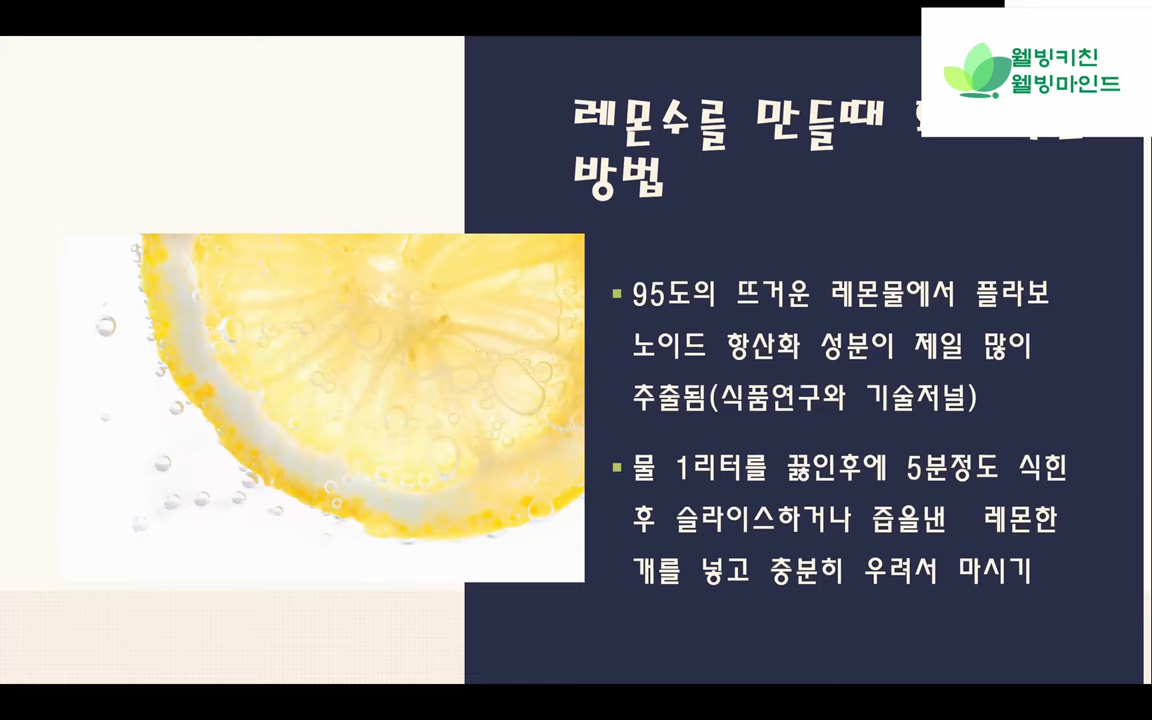 웰빙키친
웰빙마인드
레몬수를 만들때
방법
95도의 뜨거운 레몬물에서 플라보
노이드 항산화 성분이 제일 많이
추출됨(식품연구와 기술저널)
물 1리터를 끓인후에 5분정도 식힌
후 슬라이스하거나 즙을낸 레몬한
개를 넣고 충분히 우려서 마시기